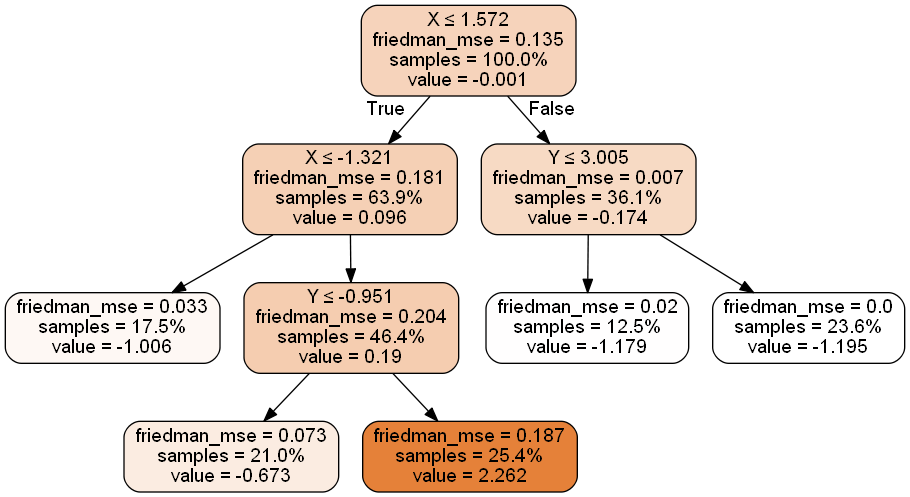 X ≤ 1.572
friedman_mse = 0.135
samples = 100.0%
value = -0.001
True
False
X ≤ -1.321
friedman_mse = 0.181
samples = 63.9%
value = 0.096
Y ≤ 3.005
friedman_mse = 0.007
samples = 36.1%
value = -0.174
friedman_mse = 0.033
samples = 17.5%
value = -1.006
Y ≤ -0.951
friedman_mse = 0.204
samples = 46.4%
value = 0.19
friedman_mse = 0.02
samples = 12.5%
value = -1.179
friedman_mse = 0.0
samples = 23.6%
value = -1.195
friedman_mse = 0.073
samples = 21.0%
value = -0.673
friedman_mse = 0.187
samples = 25.4%
value = 2.262